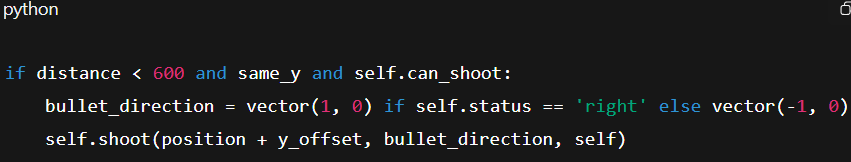 python
if distance < 600 and same_y and self.can_shoot:
    bullet_direction = vector(1, 0) if self.status == 'right' else vector(-1, 0)
    self.shoot(position + y_offset, bullet_direction, self)